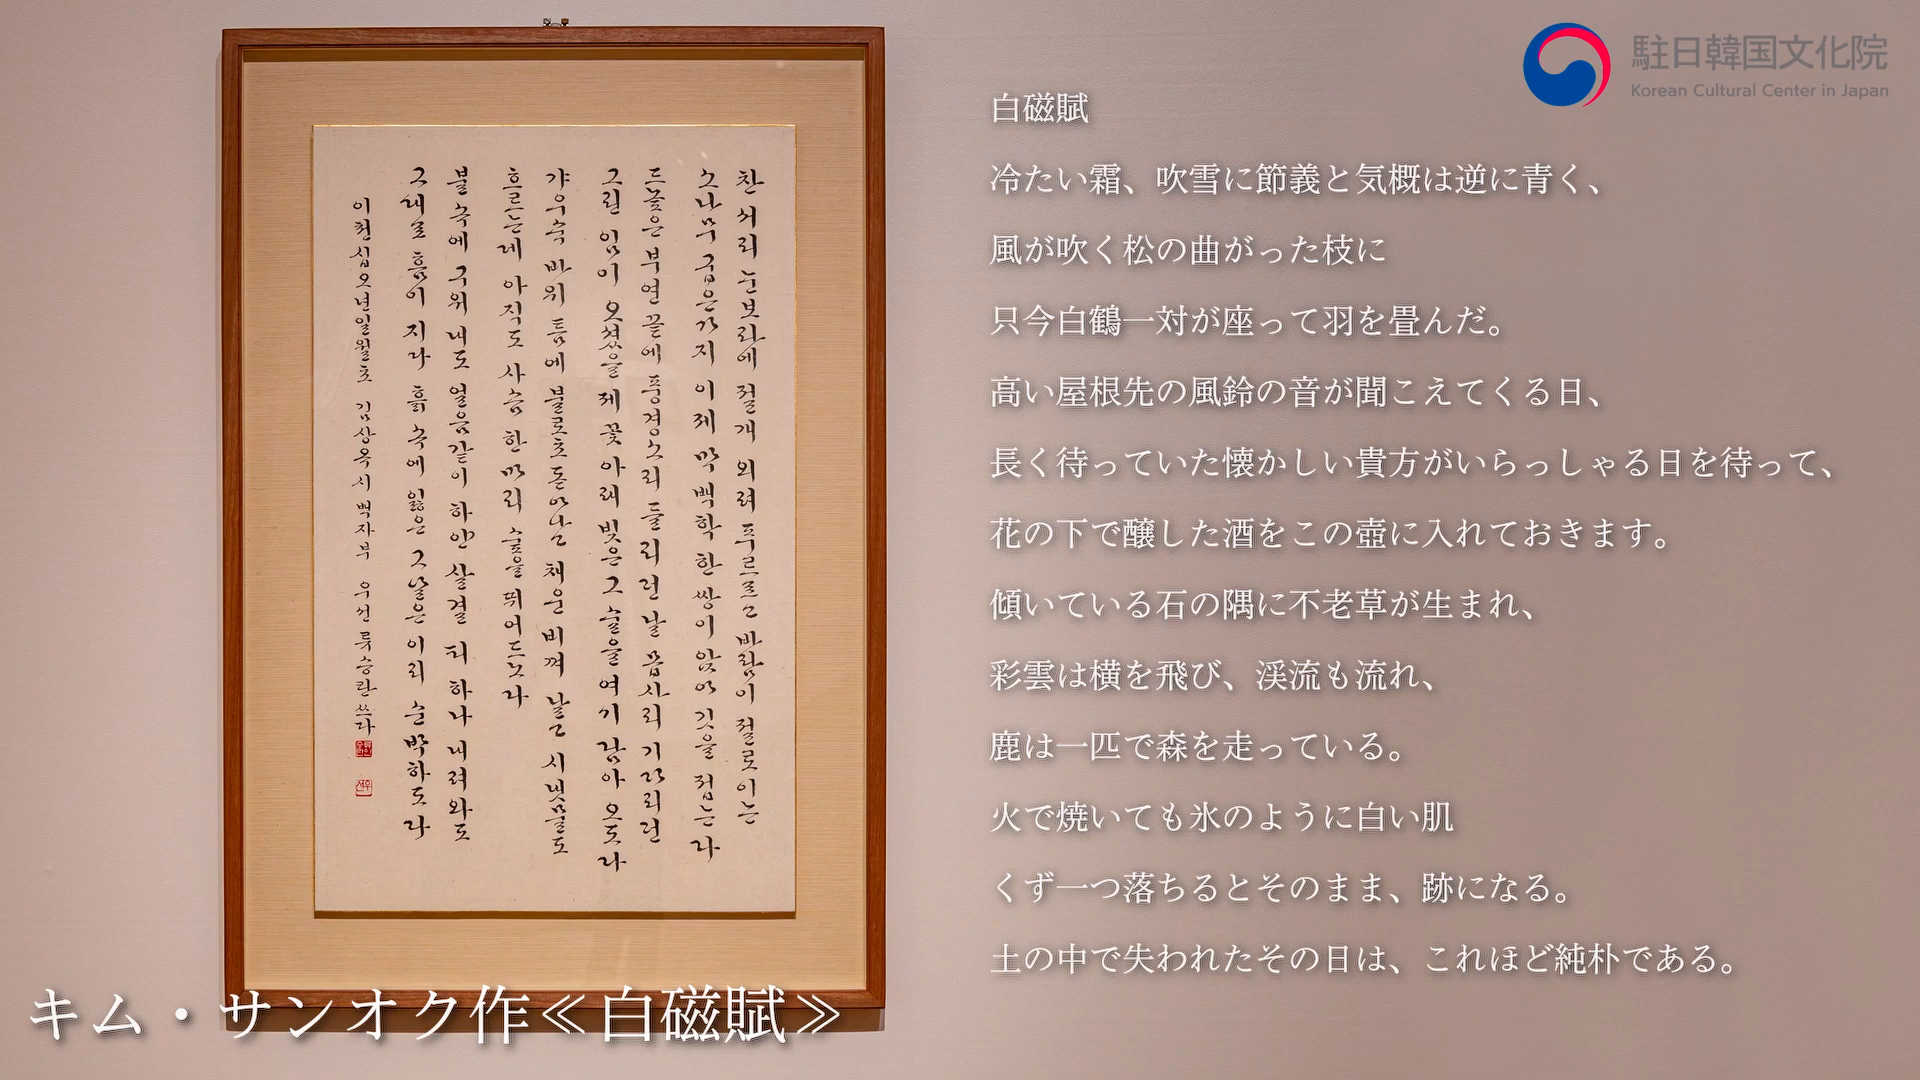 駐日韓国文化院
Korean Cultural Center in Japan
찬 서리 눈보라에 절개 외려 푸르르고 바람이 절로 이는
소나무 굽은 가지 이제 막 백학 한 쌍이 앉아 깃을 접는다
드높은 부연 끝에 풍경소리 들리던 날 몹사리 기다리던
그린 임이 오셨을 제 꽃 아래 빚은 그 술을 여기 담아 오도다
갸우숙 바위 틈에 불로초 돋아나고 채운 비껴 날고 시냇물도
흐르는데 아직도 사슴 한 마리 숲을 뛰어드노다
불 속에 구워 내도 얼음같이 하얀 살결 티 하나 내려와도
그대로 흠이 지다 흙 속에 잃은 그날은 이리 순박하도다
이천십오년일월초 김상옥시 백자부 우선 류승란 쓰다
白磁賦
冷たい霜、吹雪に節義と気概は逆に青く、
風が吹く松の曲がった枝に
只今白鶴一対が座って羽を畳んだ。
高い屋根先の風鈴の音が聞こえてくる日、
長く待っていた懐かしい貴方がいらっしゃる日を待って、
花の下で醸した酒をこの壺に入れておきます。
傾いている石の隅に不老草が生まれ、
彩雲は横を飛び、渓流も流れ、
鹿は一匹で森を走っている。
火で焼いても氷のように白い肌
くず一つ落ちるとそのまま、跡になる。
土の中で失われたその日は、これほど純朴である。
キム・サンオク作≪白磁賦≫